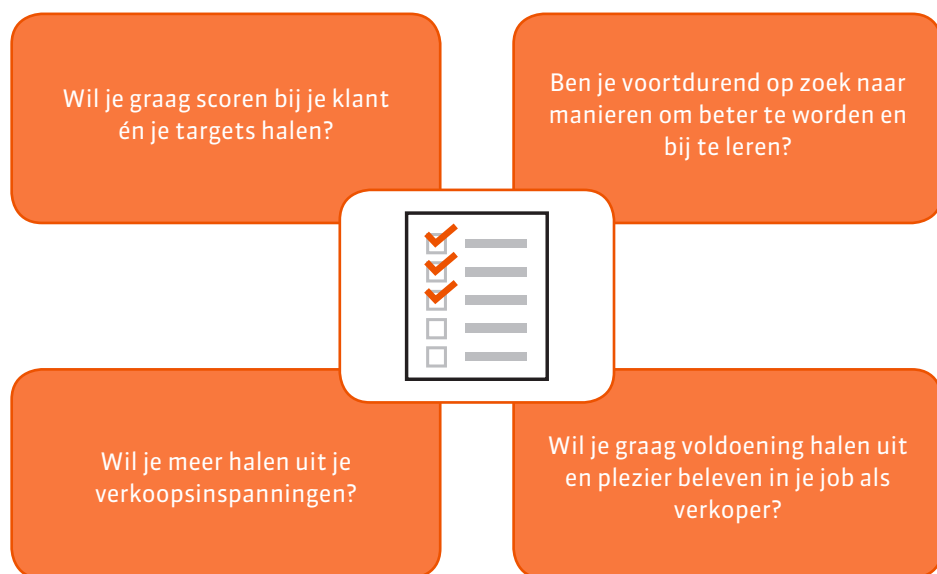 Wil je graag scoren bij je klant
én je targets halen?
Ben je voortdurend op zoek naar
manieren om beter te worden en
bij te leren?
Wil je meer halen uit je
verkoopsinspanningen?
Wil je graag voldoening halen uit
en plezier beleven in je job als
verkoper?